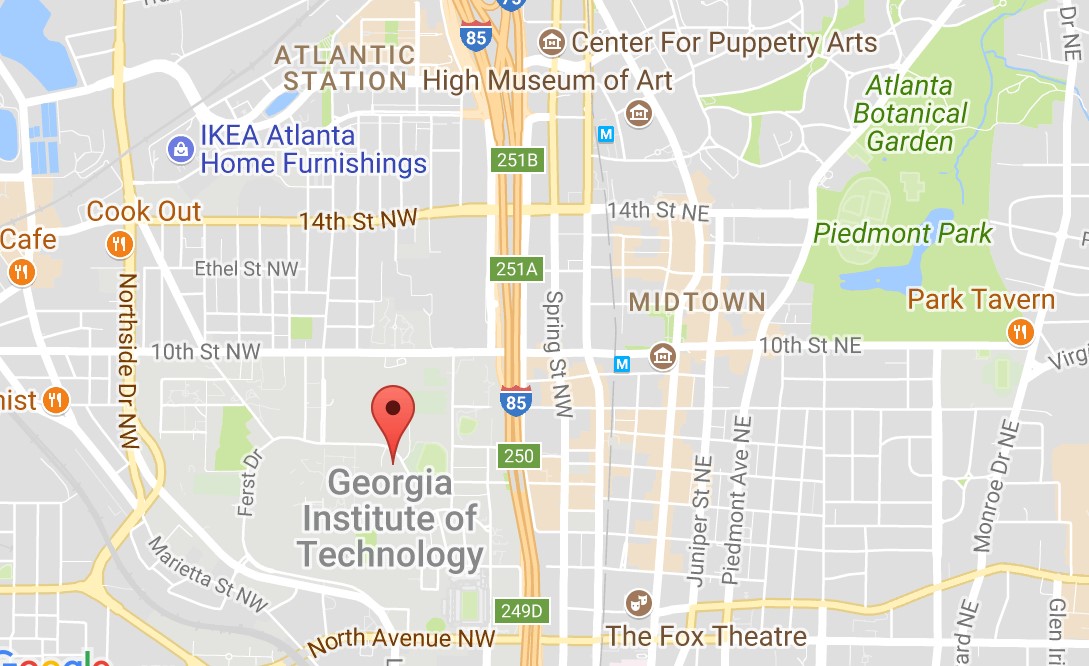 75
85
ATLANTIC
STATION
Center For Puppetry Arts
High Museum of Art
Dr NE
Atlanta
Botanical
Garden
M
IKEA Atlanta
Home Furnishings
251B
Cook Out
14th St NW
14th St NE
Piedmont Park
Cafe
Ethel St NW
251A
Northside Dr NW
Spring St NW
MIDTOWN
Park Tavern
10th St NW
10th St NE
M
nist
85
250
Ferst Dr
Georgia
Institute of
Technology
Juniper St NE
Piedmont Ave NE
Monroe Dr NE
Marietta St NW
249D
North Avenue NW
The Fox Theatre
ard NE
Glen Iri
Google